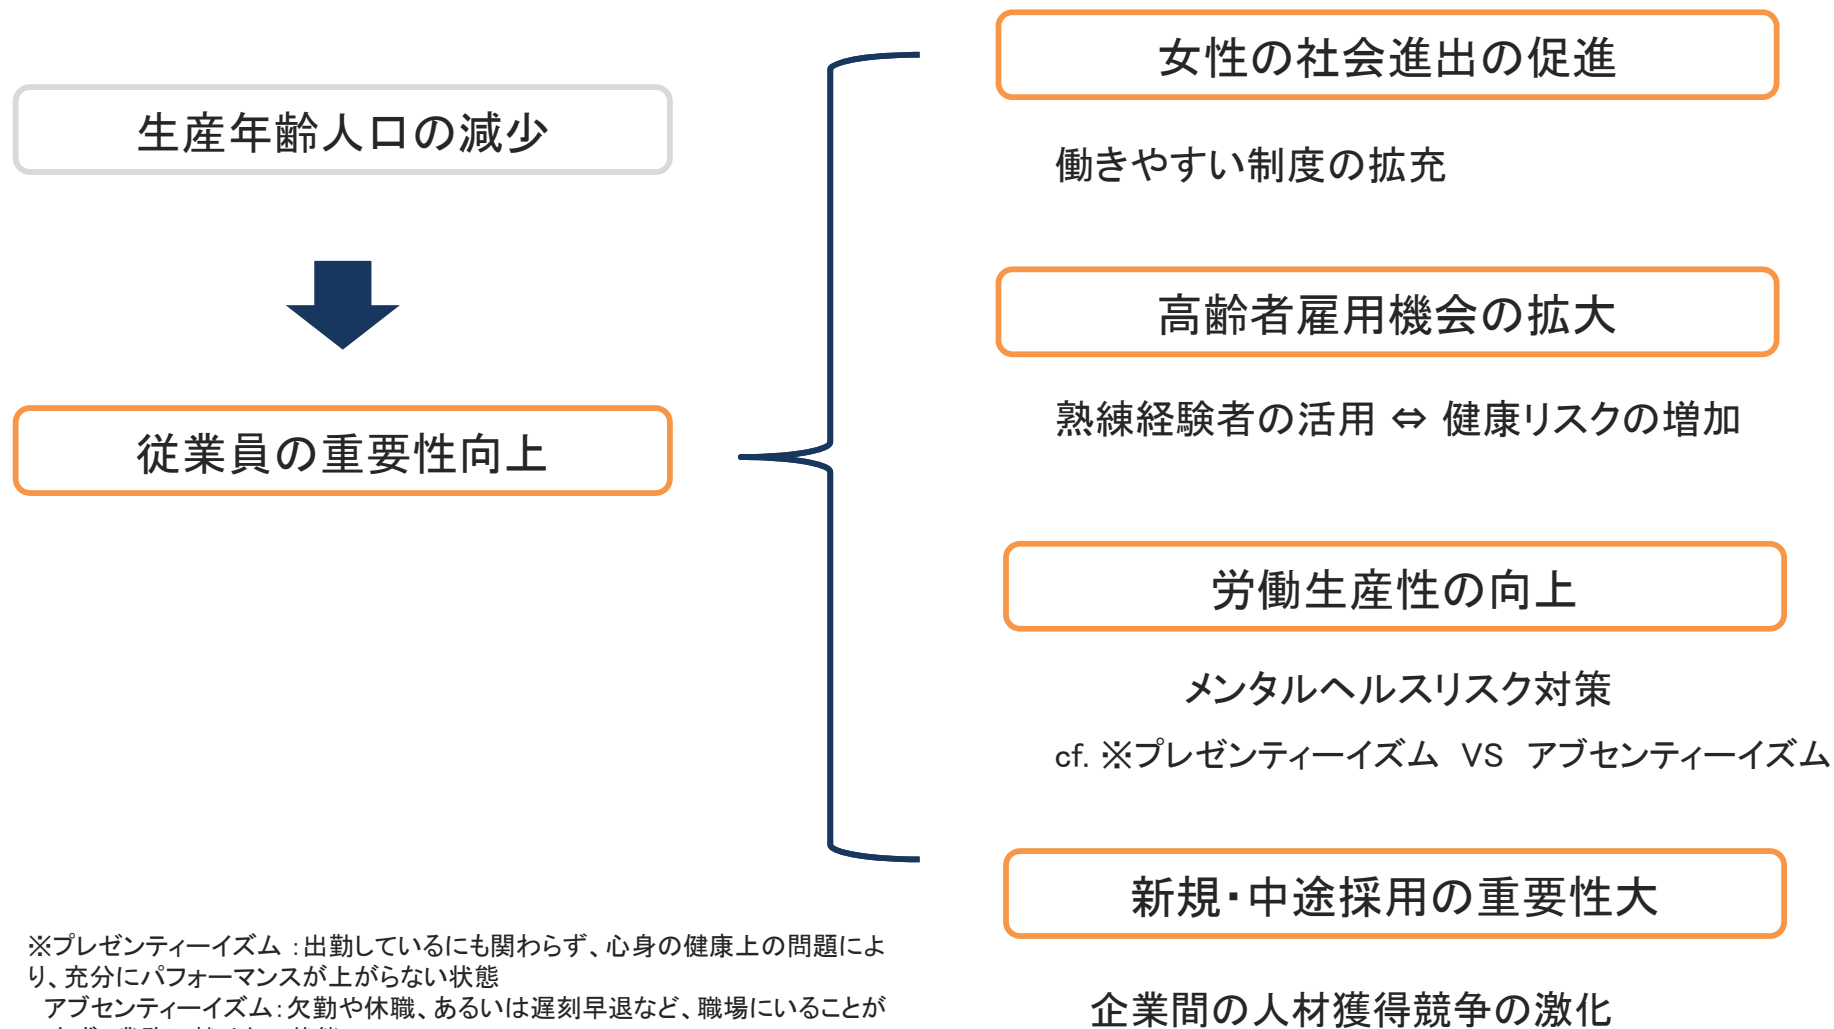 生産年齢人口の減少
従業員の重要性向上
女性の社会進出の促進
働きやすい制度の拡充
高齢者雇用機会の拡大
熟練経験者の活用 ⇔ 健康リスクの増加
労働生産性の向上
メンタルヘルスリスク対策
cf. ※プレゼンティーイズム　VS　アブセンティーイズム
新規・中途採用の重要性大
企業間の人材獲得競争の激化
※プレゼンティーイズム ：出勤しているにも関わらず、心身の健康上の問題によ
り、充分にパフォーマンスが上がらない状態
アブセンティーイズム：欠勤や休職、あるいは遅刻早退など、職場にいることが